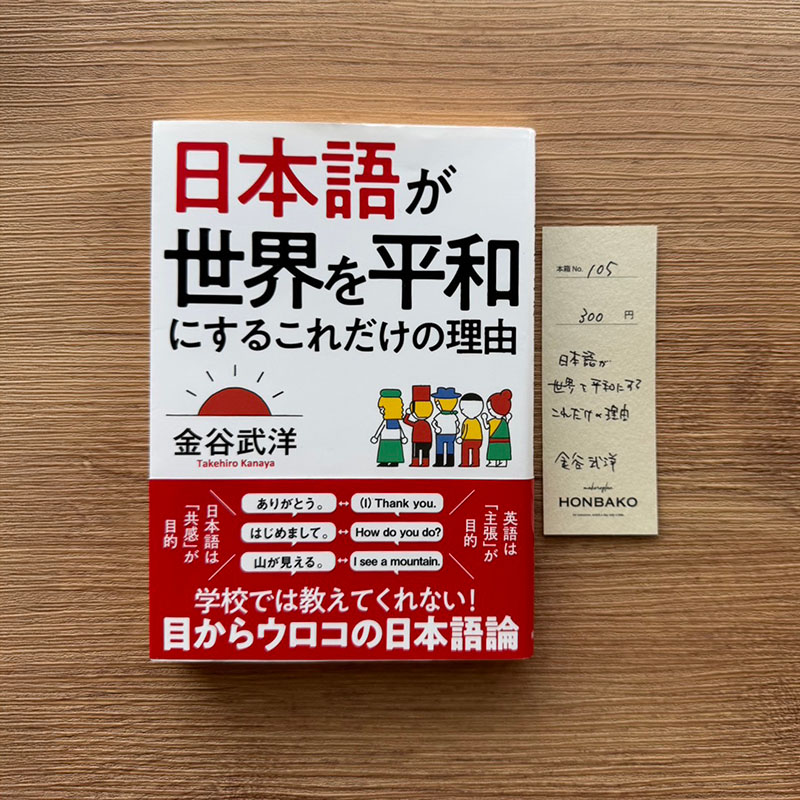 日本語が
世界を平和
にするこれだけの理由
金谷武洋
Takehiro Kanaya
英語は
「主張」が
目的
ありがとう。↔(I) Thank you.
はじめまして。↔How do you do?
山が見える。↔I see a mountain.
日本語は
「共感」が
目的
学校では教えてくれない!
目からウロコの日本語論
本箱 No. 105
300 円
日本語が
世界を平和にする
これだけの理由
金谷武洋
HONBAKO